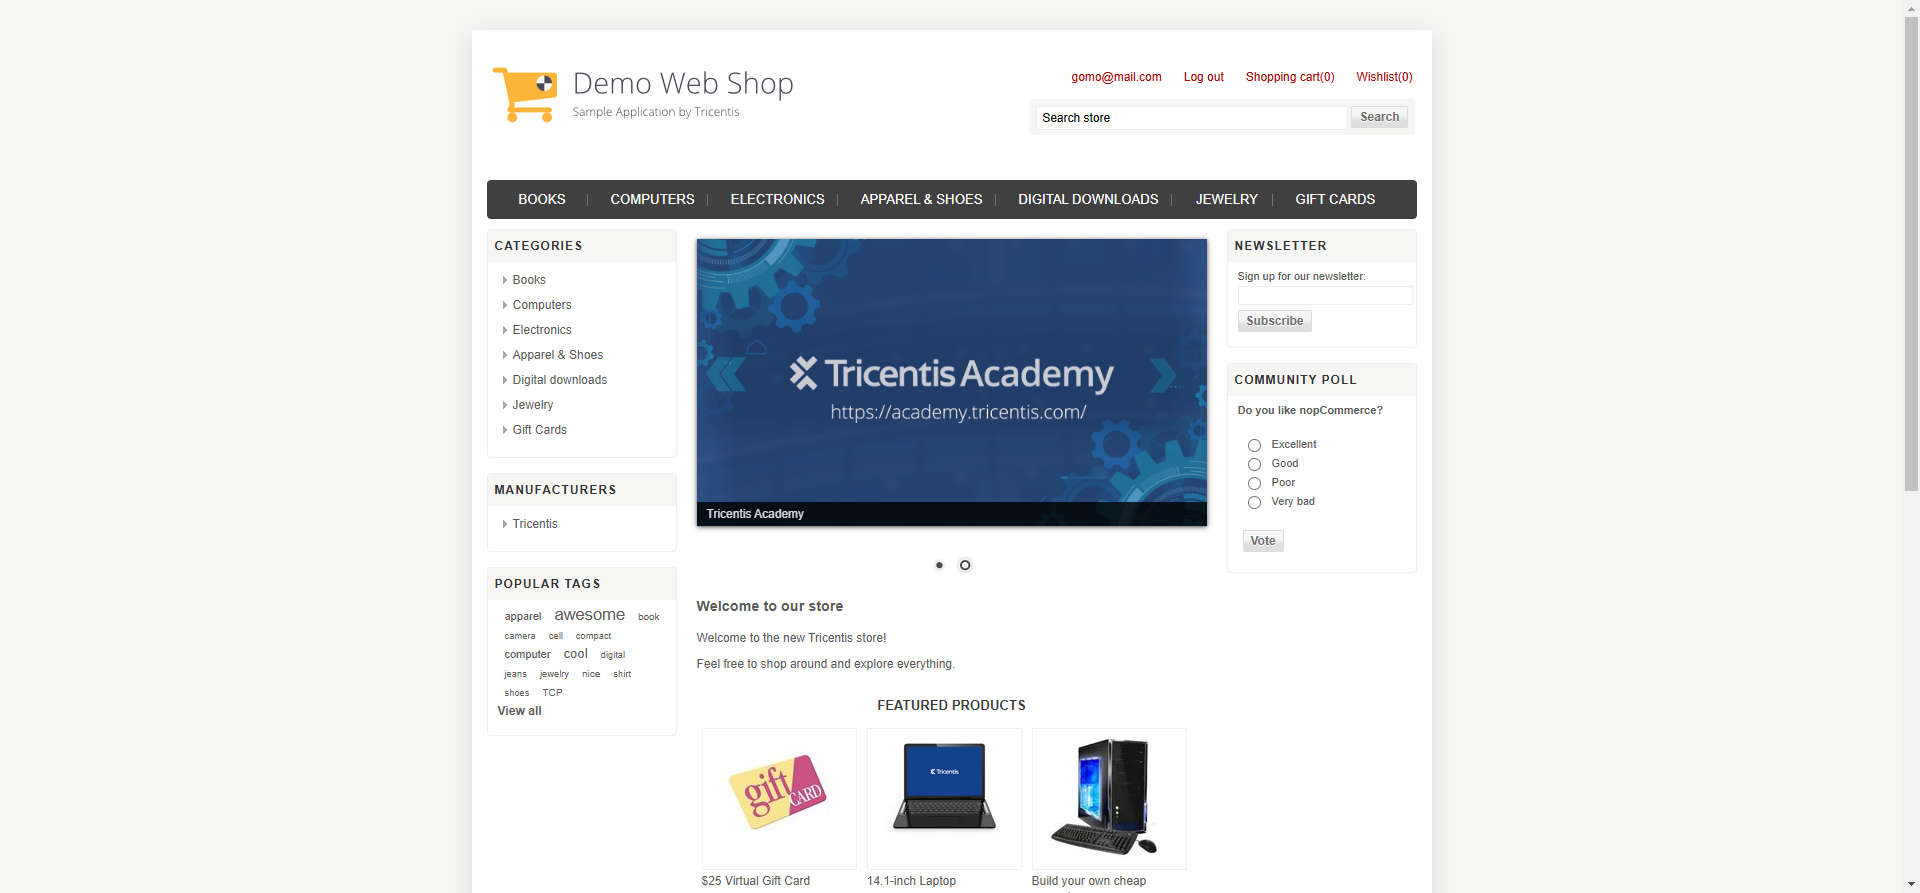 Demo Web Shop
Sample Application by Tricentis
gomo@mail.com Log out Shopping cart(0) Wishlist(0)
Search store Search
BOOKS COMPUTERS ELECTRONICS APPAREL & SHOES DIGITAL DOWNLOADS JEWELRY GIFT CARDS
CATEGORIES
Books
Computers
Electronics
Apparel & Shoes
Digital downloads
Jewelry
Gift Cards
MANUFACTURERS
Tricentis
POPULAR TAGS
apparel awesome book
camera cell compact
computer cool digital
jeans jewelry nice shirt
shoes TCP
View all
Tricentis Academy
https://academy.tricentis.com/
Tricentis Academy
Welcome to our store
Welcome to the new Tricentis store!
Feel free to shop around and explore everything.
FEATURED PRODUCTS
gift CARD
Tricentis
$25 Virtual Gift Card
14.1-inch Laptop
Build your own cheap
NEWSLETTER
Sign up for our newsletter:
Subscribe
COMMUNITY POLL
Do you like nopCommerce?
Excellent
Good
Poor
Very bad
Vote